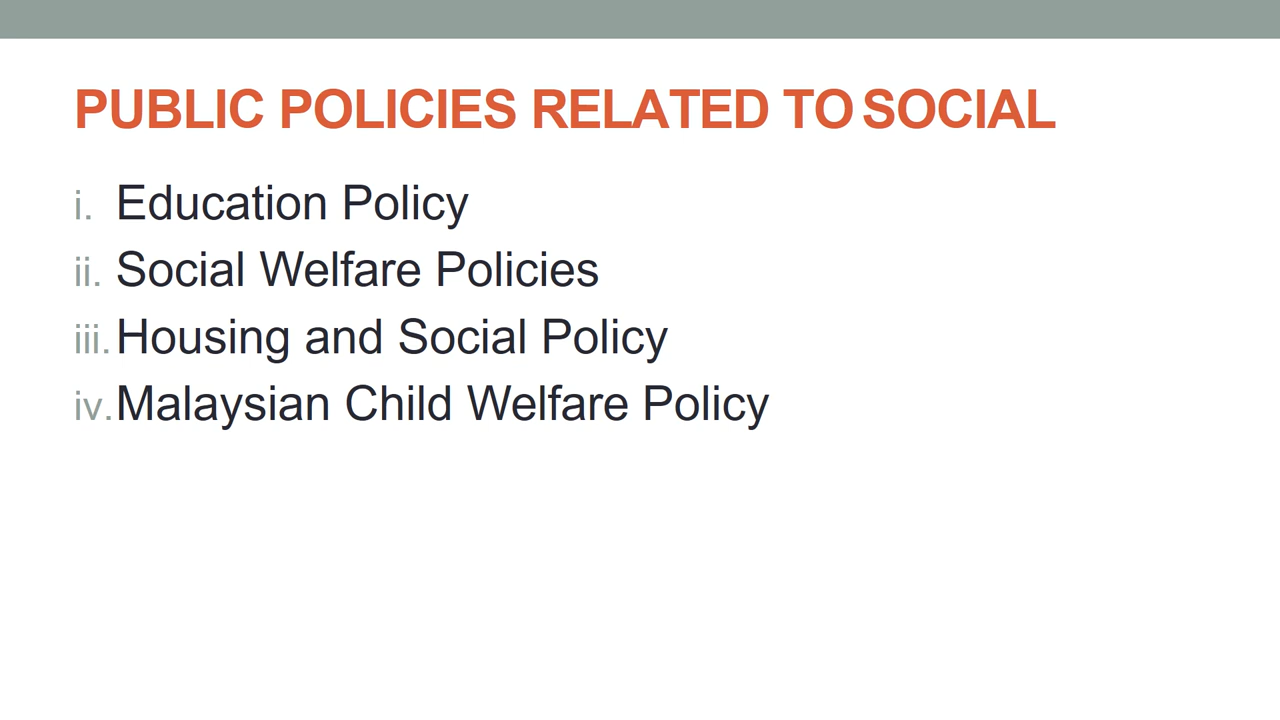 PUBLIC POLICIES RELATED TO SOCIAL
i. Education Policy
ii. Social Welfare Policies
iii. Housing and Social Policy
iv. Malaysian Child Welfare Policy